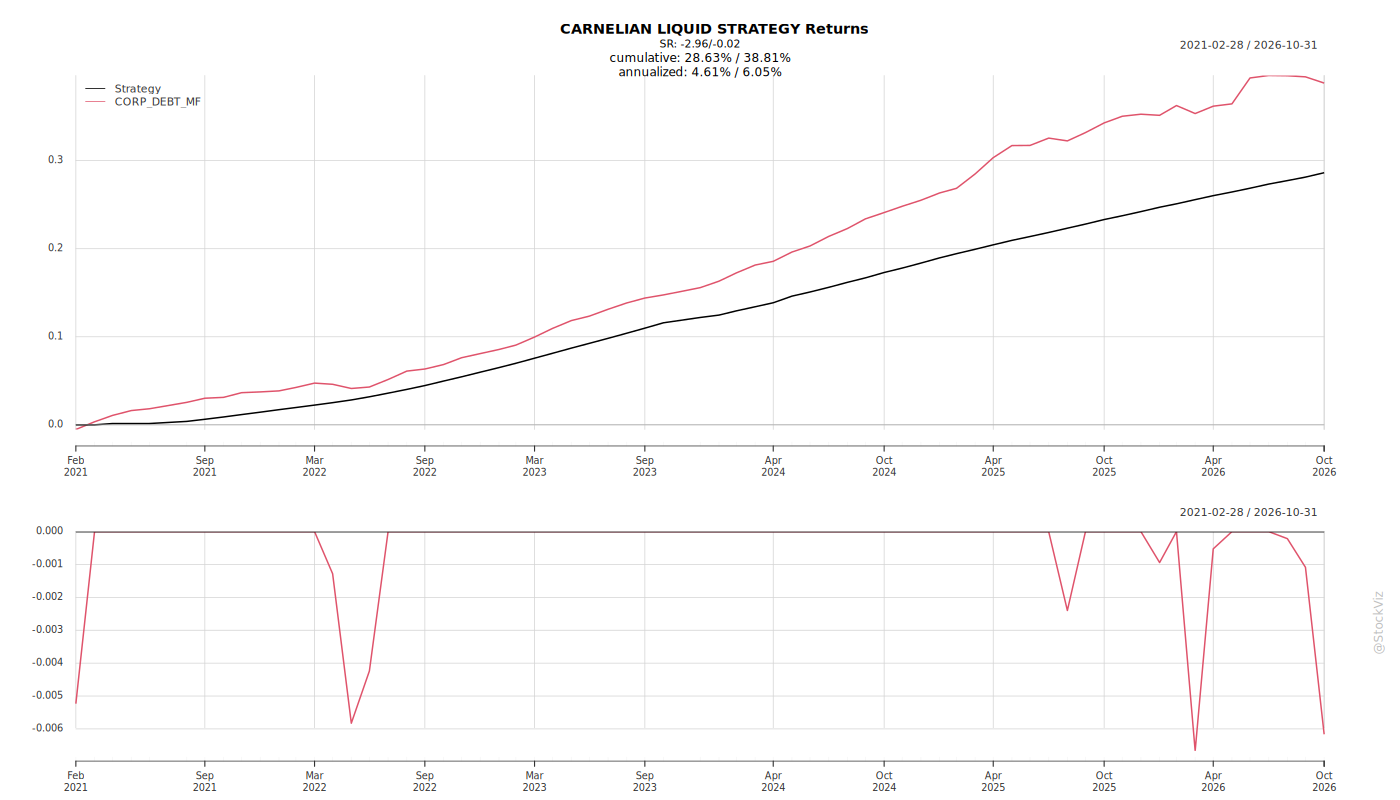 CARNELIAN LIQUID STRATEGY Returns
SR: -2.96/-0.02
cumulative: 28.63% / 38.81%
annualized: 4.61% / 6.05%
2021-02-28 / 2026-10-31
Strategy
CORP_DEBT_MF
0.3
0.2
0.1
0.0
Feb Sep Mar Sep Mar Sep Apr Oct Apr Oct Apr Oct
2021 2021 2022 2022 2023 2023 2024 2024 2025 2025 2026 2026
2021-02-28 / 2026-10-31
0.000
-0.001
-0.002
-0.003
-0.004
-0.005
-0.006
Feb Sep Mar Sep Mar Sep Apr Oct Apr Oct Apr Oct
2021 2021 2022 2022 2023 2023 2024 2024 2025 2025 2026 2026
@StockViz